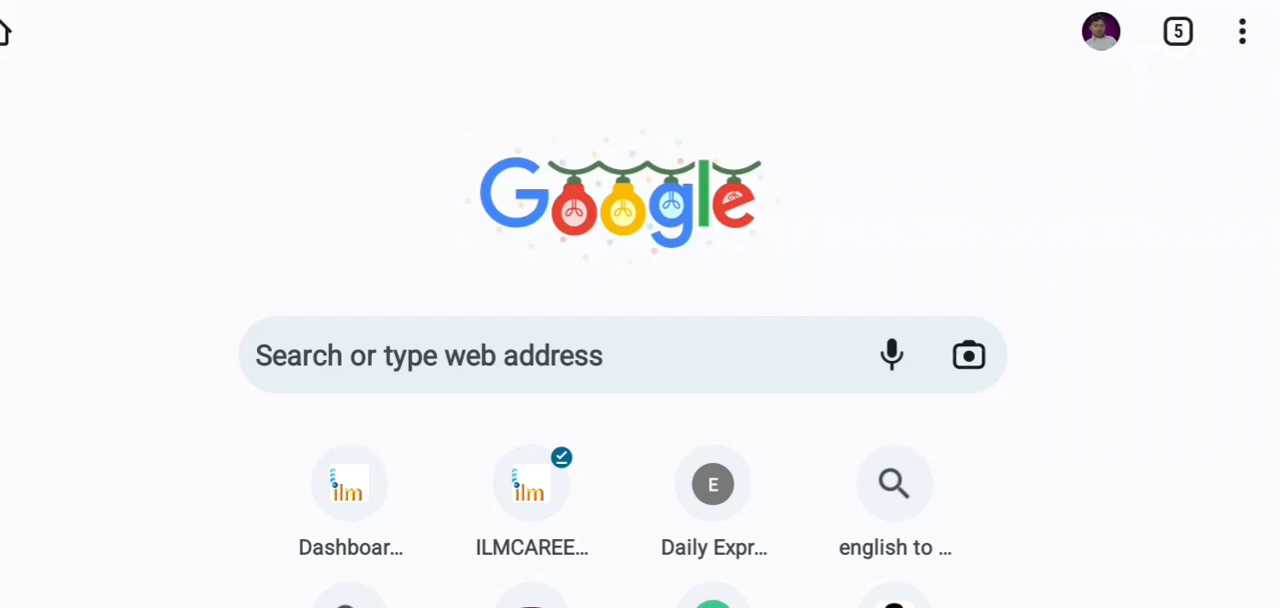 5
Google
Search or type web address
ilm
ilm
E
Dashboar...
ILMCAREE...
Daily Expr...
english to ...